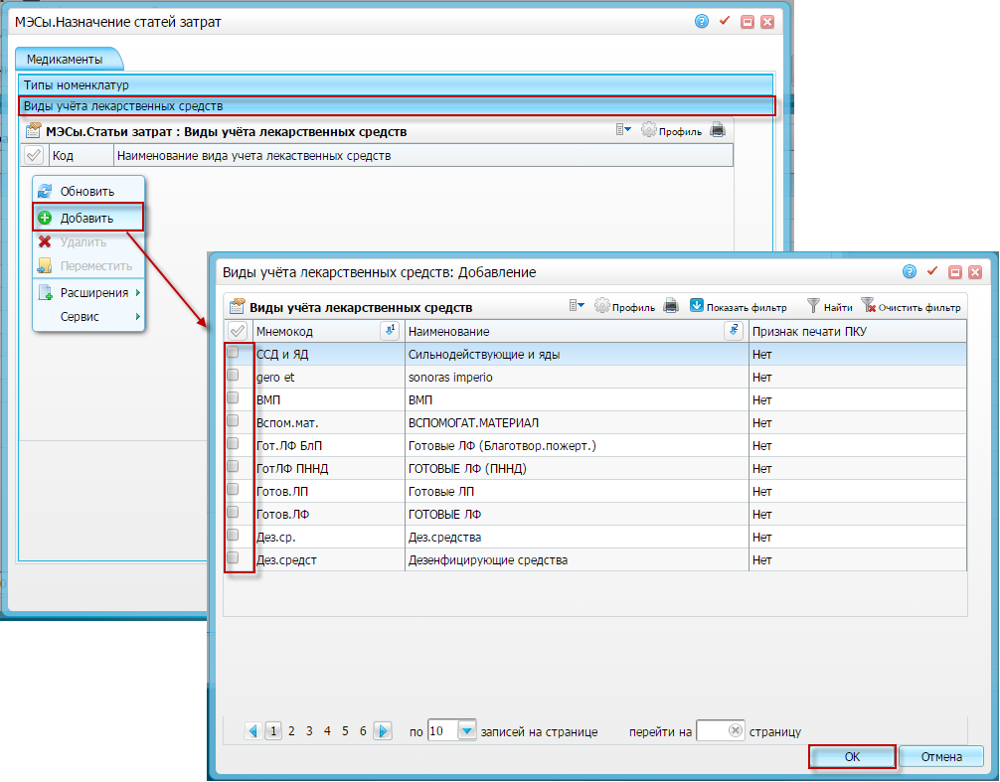 МЭСы.Назначение статей затрат
Медикаменты
Типы номенклатур
Виды учёта лекарственных средств
МЭСы.Статьи затрат : Виды учёта лекарственных средств
Профиль
Код Наименование вида учета лекаственных средств
Обновить
Добавить
Удалить
Переместить
Расширения
Сервис
Виды учёта лекарственных средств: Добавление
Виды учёта лекарственных средств Профиль Показать фильтр Найти Очистить фильтр
Мнемокод 1 Наименование 2 Признак печати ПКУ
ССД и ЯД Сильнодействующие и яды Нет
gero et sonoras imperio Нет
ВМП ВМП Нет
Вспом.мат. ВСПОМОГАТ.МАТЕРИАЛ Нет
Гот.ЛФ БлП Готовые ЛФ (Благотвор.пожерт.) Нет
ГотЛФ ПННД ГОТОВЫЕ ЛФ (ПННД) Нет
Готов.ЛП Готовые ЛП Нет
Готов.ЛФ ГОТОВЫЕ ЛФ Нет
Дез.ср. Дез.средства Нет
Дез.средст Дезенфицирующие средства Нет
1 2 3 4 5 6 по 10 записей на странице перейти на страницу
ОК Отмена